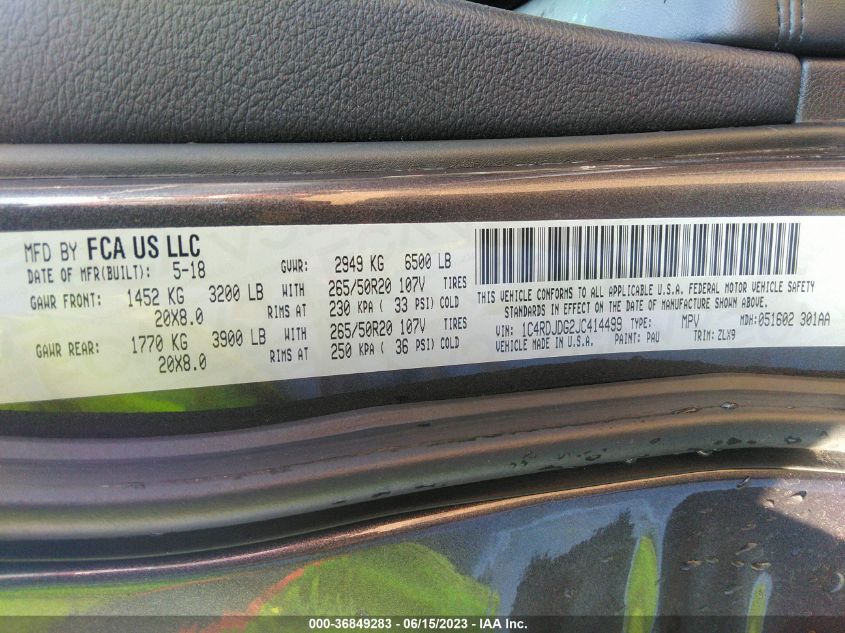 MFD BY FCA US LLC
DATE OF MFR(BUILT): 5-18
GVWR: 2949 KG 6500 LB
GAWR FRONT: 1452 KG 3200 LB WITH 265/50R20 107V TIRES
20X8.0 RIMS AT 230 KPA ( 33 PSI) COLD
GAWR REAR: 1770 KG 3900 LB WITH 265/50R20 107V TIRES
20X8.0 RIMS AT 250 KPA ( 36 PSI) COLD
THIS VEHICLE CONFORMS TO ALL APPLICABLE U.S.A. FEDERAL MOTOR VEHICLE SAFETY
STANDARDS IN EFFECT ON THE DATE OF MANUFACTURE SHOWN ABOVE.
VIN: 1C4RDJDG2JC414499 TYPE: MPV MDH: 051602 301AA
VEHICLE MADE IN U.S.A. PAINT: PAU TRIM: ZLX9
000-36849283 - 06/15/2023 - IAA Inc.